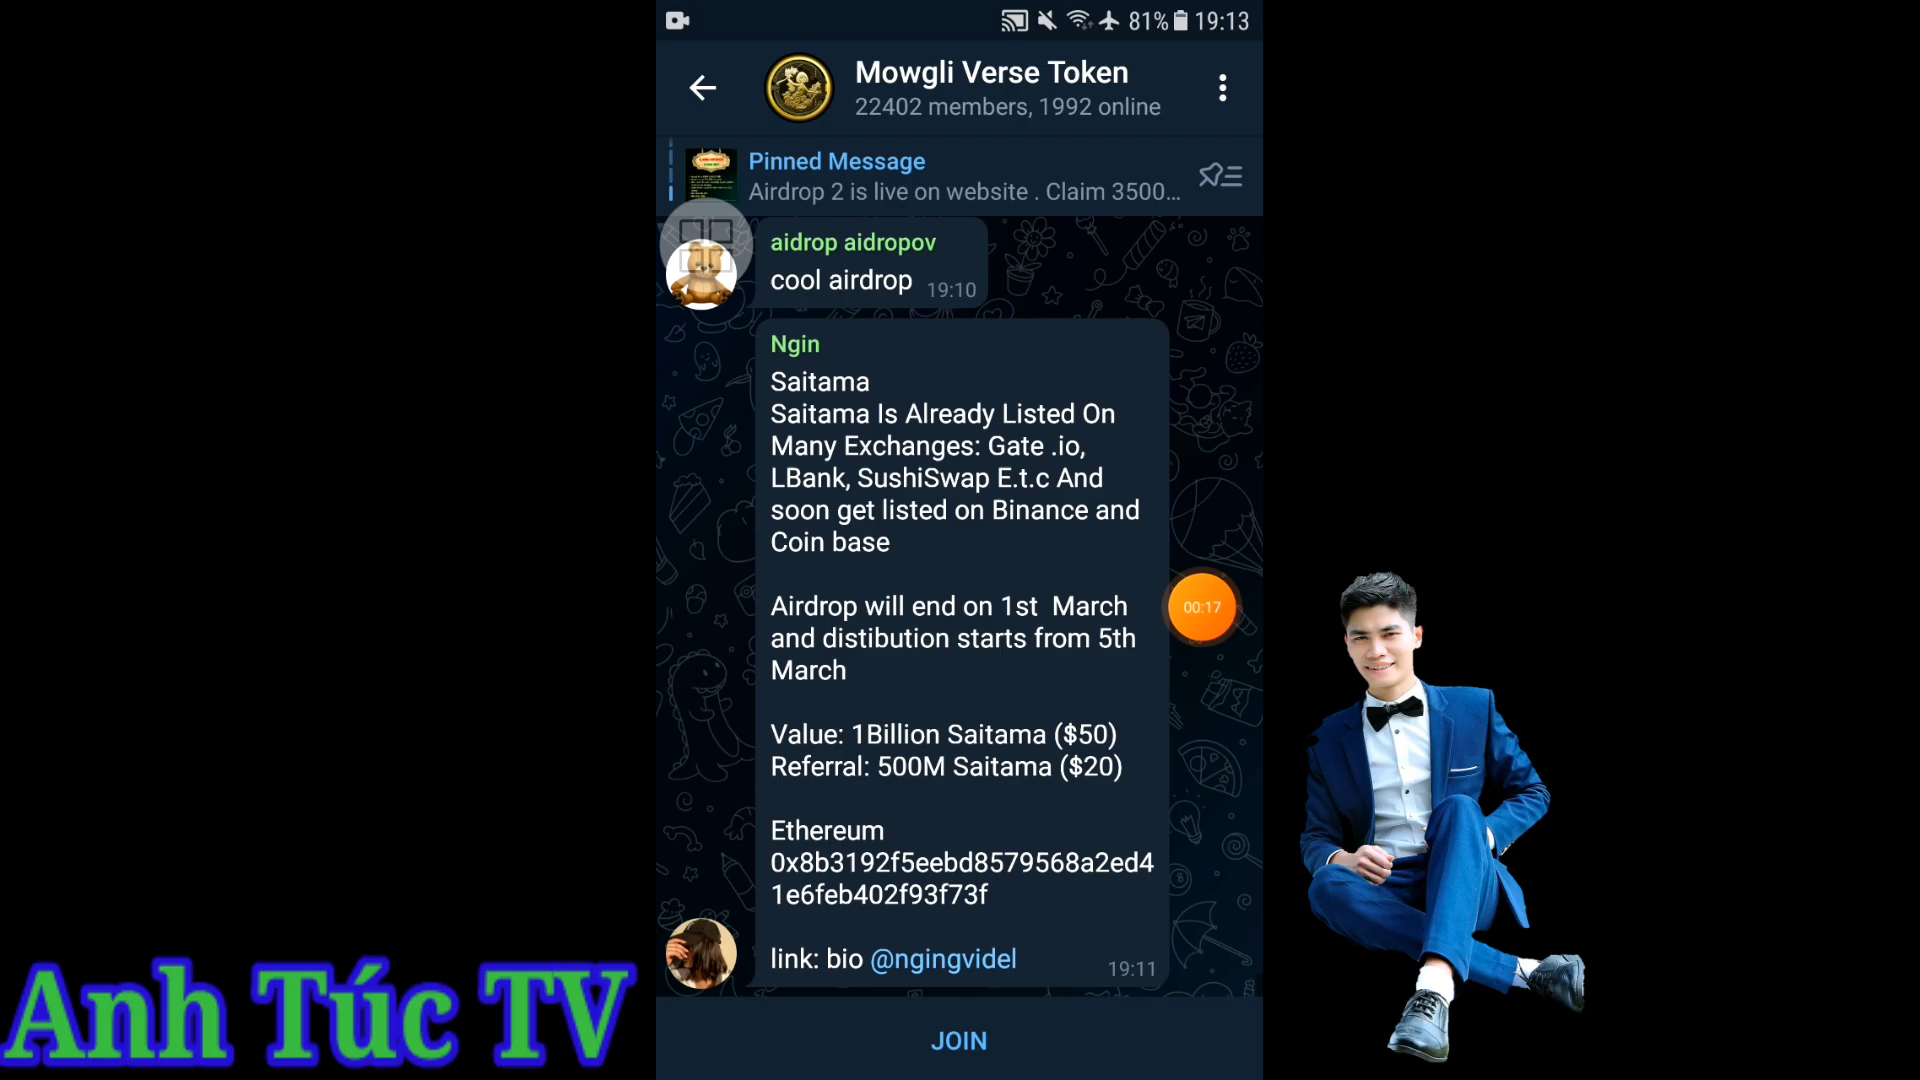 81% 19:13
Mowgli Verse Token
22402 members, 1992 online
Pinned Message
Airdrop 2 is live on website . Claim 3500...
aidrop aidropov
cool airdrop 19:10
Ngin
Saitama
Saitama Is Already Listed On
Many Exchanges: Gate .io,
LBank, SushiSwap E.t.c And
soon get listed on Binance and
Coin base
Airdrop will end on 1st March
and distibution starts from 5th
March
00:17
Value: 1Billion Saitama ($50)
Referral: 500M Saitama ($20)
Ethereum
0x8b3192f5eebd8579568a2ed4
1e6feb402f93f73f
link: bio @ngingvidel 19:11
JOIN
Anh Túc TV